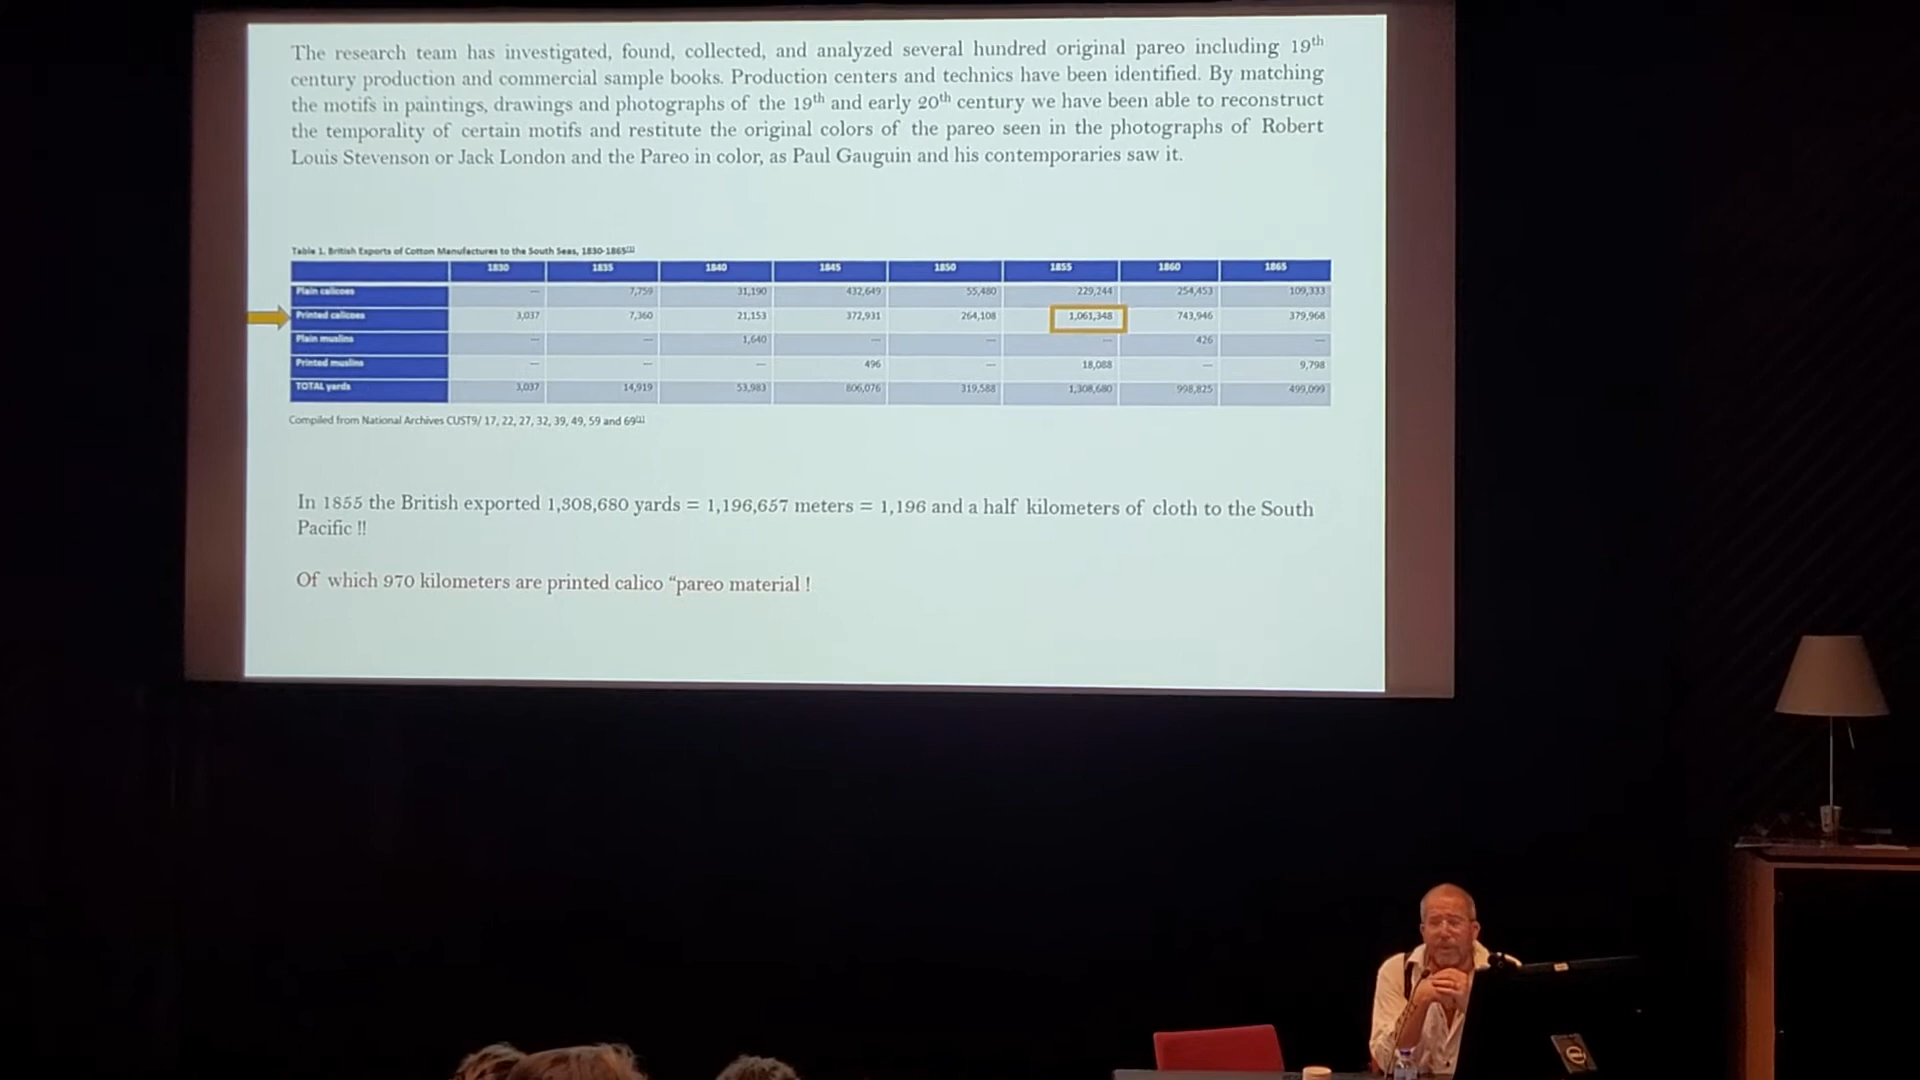 The research team has investigated, found, collected, and analyzed several hundred original pareo including 19th
century production and commercial sample books. Production centers and technics have been identified. By matching
the motifs in paintings, drawings and photographs of the 19th and early 20th century we have been able to reconstruct
the temporality of certain motifs and restitute the original colors of the pareo seen in the photographs of Robert
Louis Stevenson or Jack London and the Pareo in color, as Paul Gauguin and his contemporaries saw it.
Table 1. British Exports of Cotton Manufactures to the South Seas, 1830-1865[1]
1830 1835 1840 1845 1850 1855 1860 1865
Plain calicoes — 7,759 31,190 432,649 55,480 229,244 254,453 109,333
Printed calicoes 3,037 7,360 21,153 372,931 264,108 1,061,348 743,946 379,968
Plain muslins — — 1,640 — — — 426 —
Printed muslins — — — 496 — 18,088 — 9,798
TOTAL yards 3,037 14,919 53,983 806,076 319,588 1,308,680 998,825 499,099
Compiled from National Archives CUST9/ 17, 22, 27, 32, 39, 49, 59 and 69[1]
In 1855 the British exported 1,308,680 yards = 1,196,657 meters = 1,196 and a half kilometers of cloth to the South
Pacific !!
Of which 970 kilometers are printed calico “pareo material !